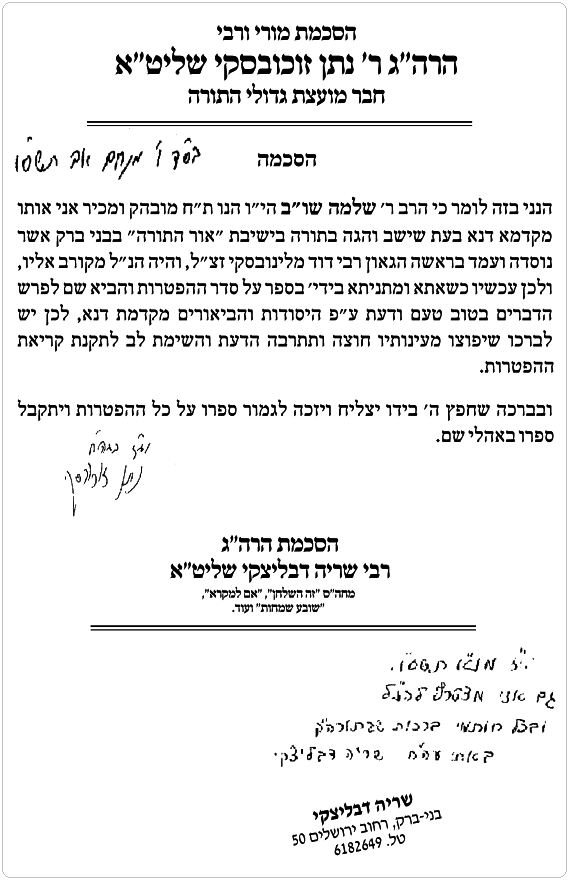 הסכמת מורי ורבי
הרה״ג ר׳ נתן זוכובסקי שליט״א
חבר מועצת גדולי התורה
בס״ד ו׳ מנחם אב תשס״ו
הסכמה
הנני בזה לומר כי הרב ר׳ שלמה שו״ב הי״ו הנו ת״ח מובהק ומכיר אני אותו
מקדמא דנא בעת שישב והגה בתורה בישיבת ״אור התורה״ בבני ברק אשר
נוסדה ועמד בראשה הגאון רבי דוד מלינובסקי זצ״ל, והיה הנ״ל מקורב אליו,
ולכן עכשיו כשאתא ומתניתא בידי׳ בספר על סדר ההפטרות והביא שם לפרש
הדברים בטוב טעם ודעת ע״פ היסודות והביאורים מקדמת דנא, לכן יש
לברכו שיפוצו מעינותיו חוצה ותתרבה הדעת והשימת לב לתקנת קריאת
ההפטרות.
ובברכה שחפץ ה׳ בידו יצליח ויזכה לגמור ספרו על כל ההפטרות ויתקבל
ספרו באהלי שם.
נתן זוכובסקי
הסכמת הרה״ג
רבי שריה דבליצקי שליט״א
מחה״ס ״זה השלחן״, ״אם למקרא״,
״שובע שמחות״ ועוד.
מנ״א תשס״ו.
גם אני מצטרף להנ״ל
ובכל חותמי ברכות שבתורה״ק
באתי עה״ח שריה דבליצקי
שריה דבליצקי
בני-ברק, רחוב ירושלים 50
טל. 6182649